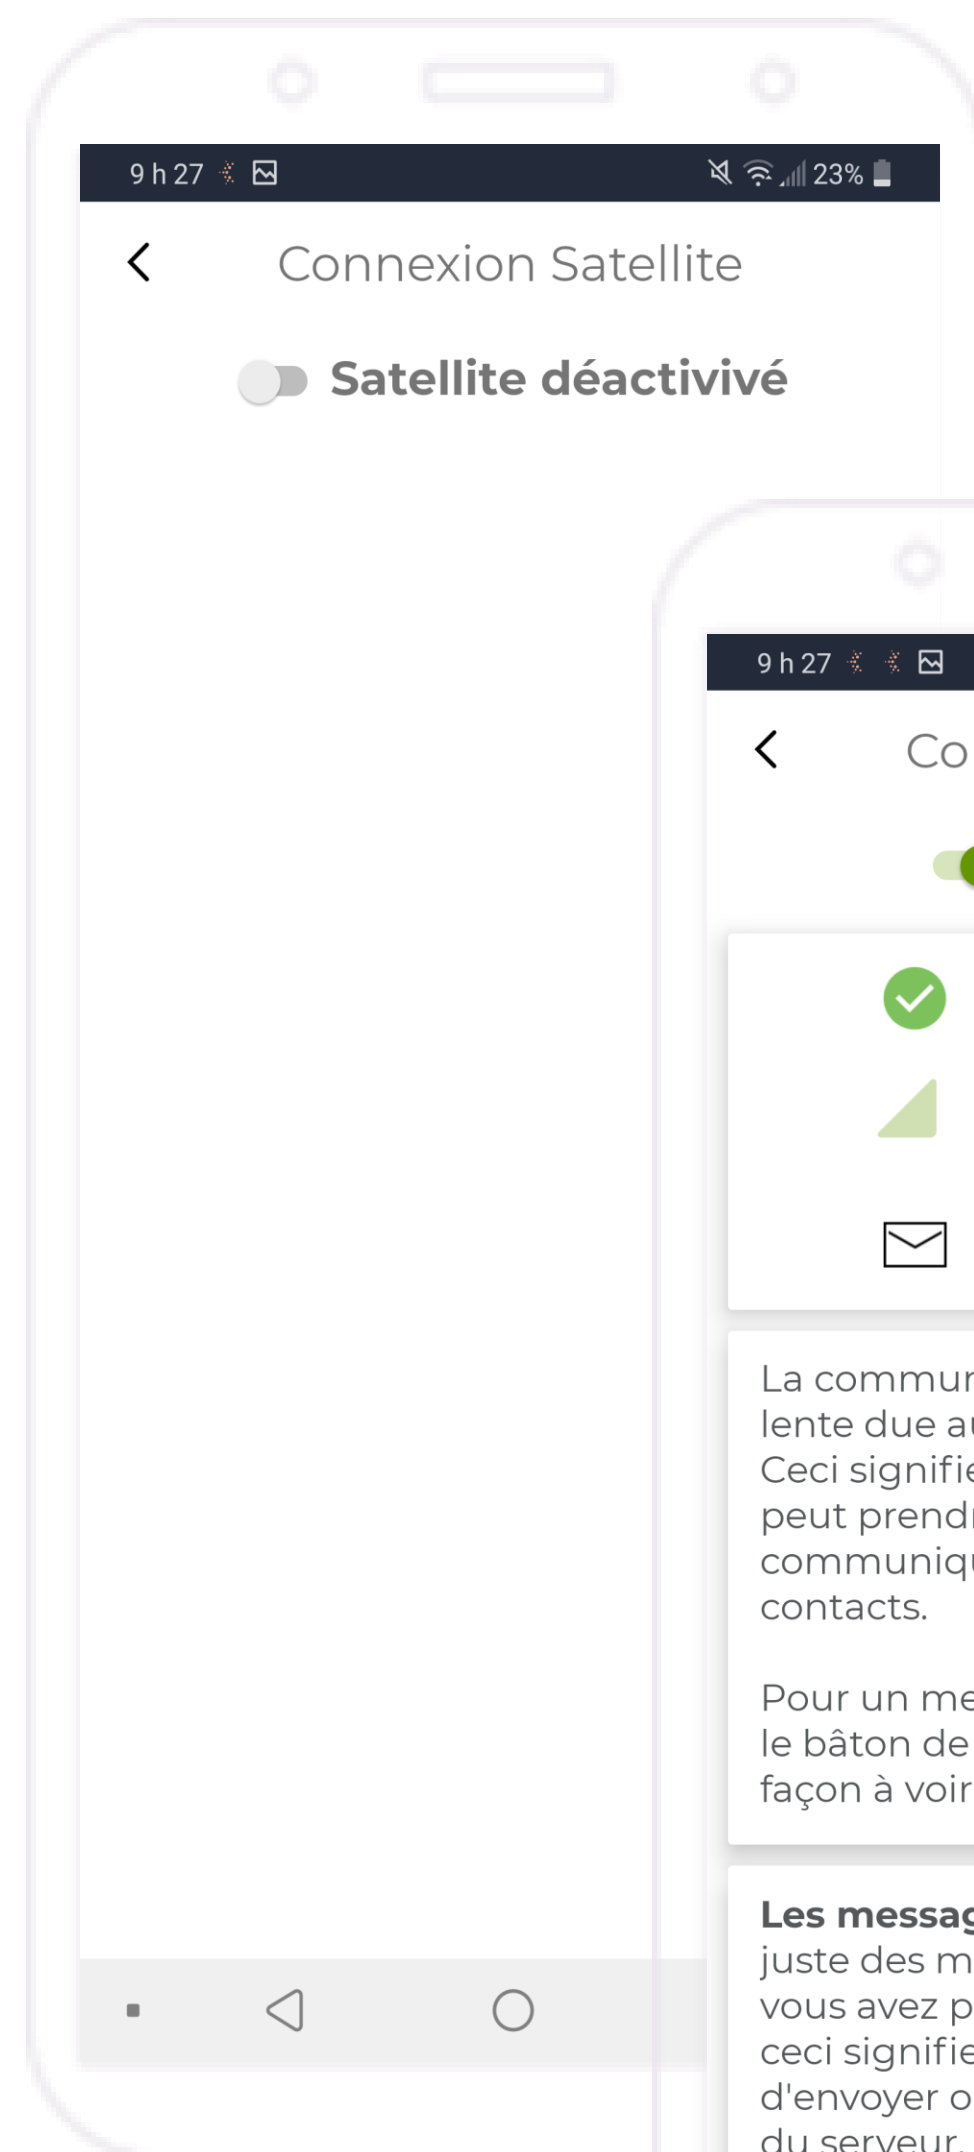 9 h 27
23%
Connexion Satellite
Satellite déactivivé
9 h 27
Co
La commun
lente due au
Ceci signifie
peut prendr
communiqu
contacts.
Pour un me
le bâton de
façon à voir
Les messag
juste des m
vous avez p
ceci signifie
d'envoyer o
du serveur.